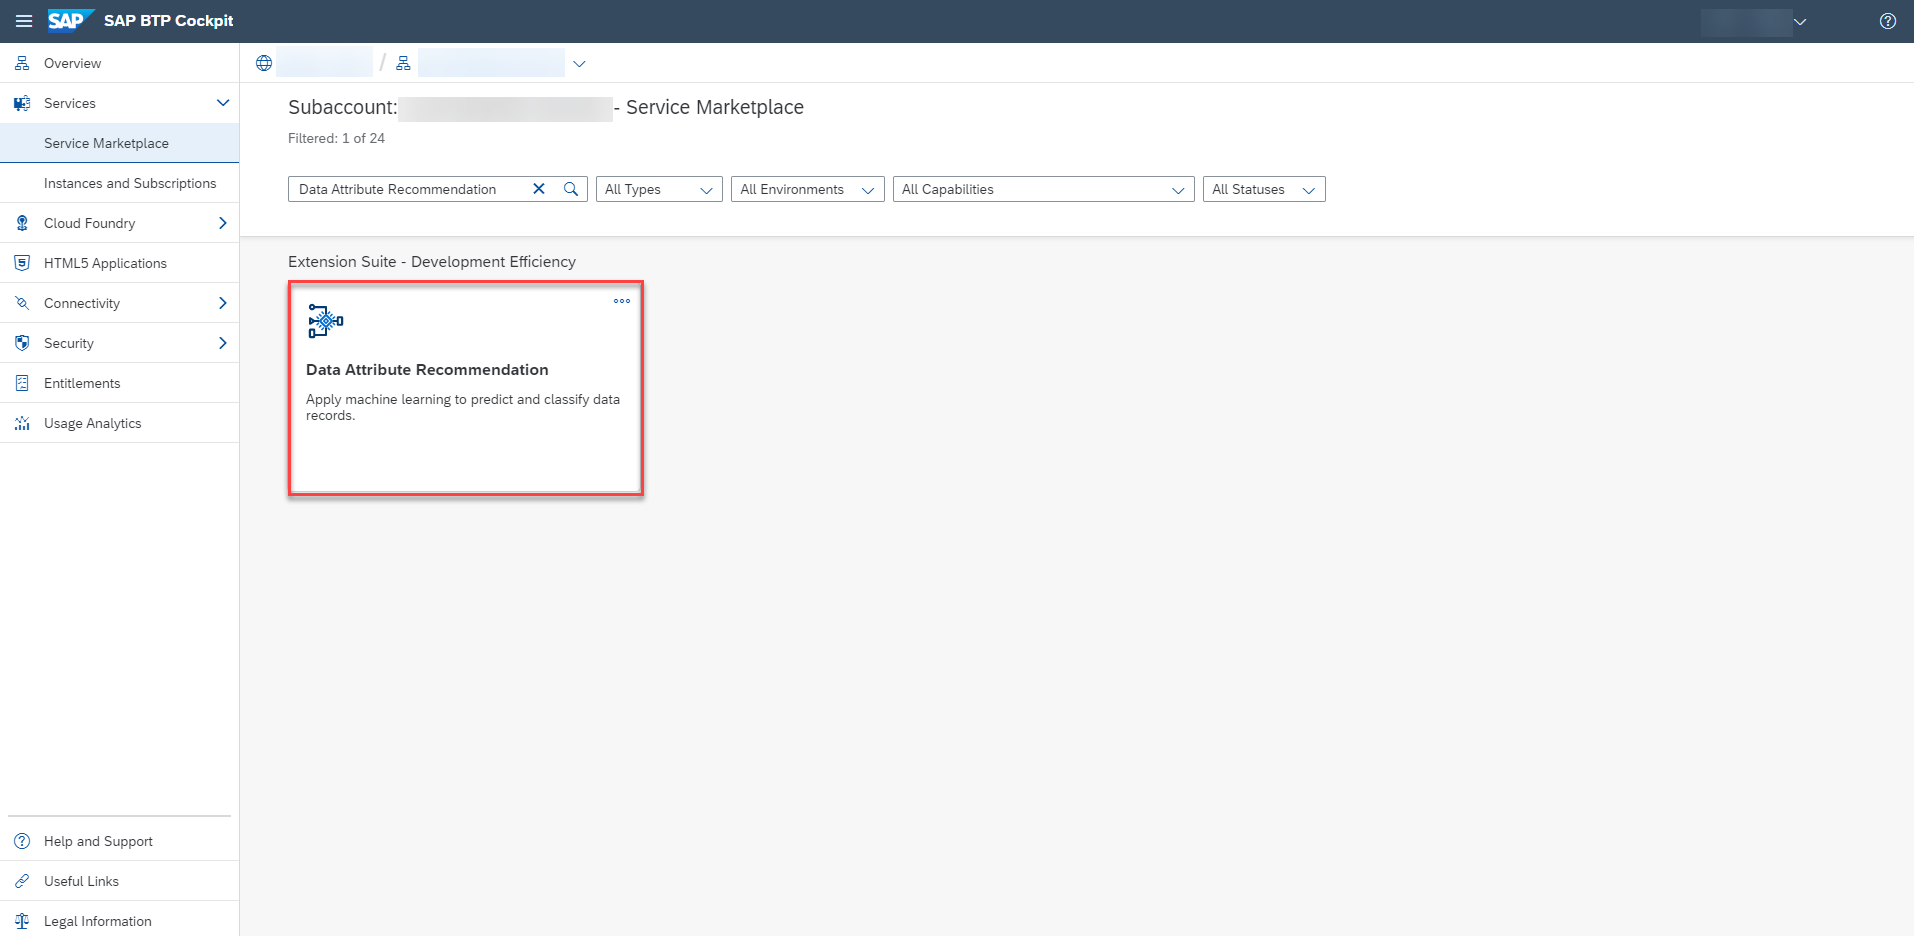 SAP SAP BTP Cockpit
Overview
Services
Service Marketplace
Instances and Subscriptions
Cloud Foundry
HTML5 Applications
Connectivity
Security
Entitlements
Usage Analytics
Help and Support
Useful Links
Legal Information
/
Subaccount: - Service Marketplace
Filtered: 1 of 24
Data Attribute Recommendation
All Types
All Environments
All Capabilities
All Statuses
Extension Suite - Development Efficiency
Data Attribute Recommendation
Apply machine learning to predict and classify data
records.